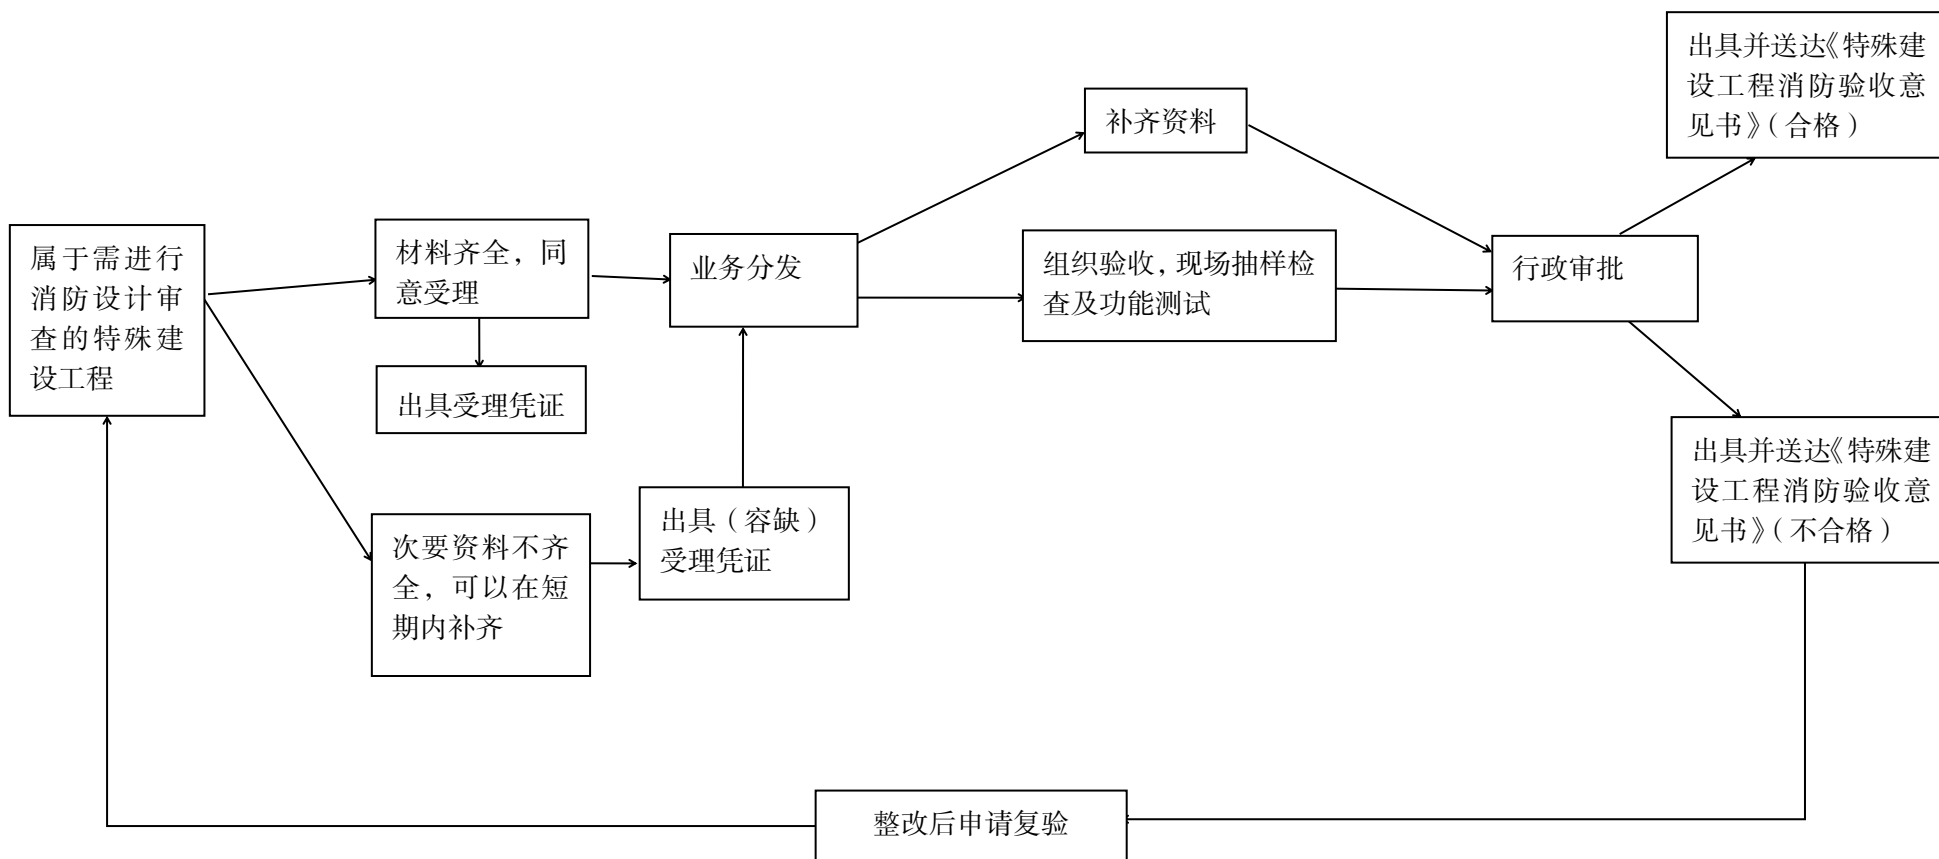 属于需进行
消防设计审
查的特殊建
设工程
材料齐全，同
意受理
出具受理凭证
次要资料不齐
全，可以在短
期内补齐
出具（容缺）
受理凭证
业务分发
补齐资料
组织验收，现场抽样检
查及功能测试
行政审批
出具并送达《特殊建
设工程消防验收意
见书》（合格）
出具并送达《特殊建
设工程消防验收意
见书》（不合格）
整改后申请复验